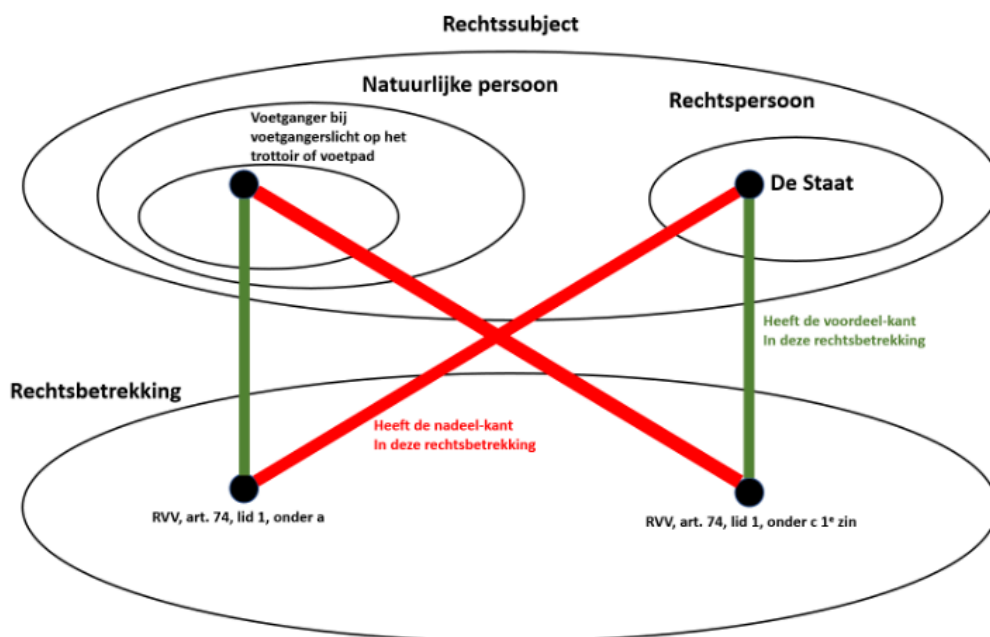 Rechtssubject
Natuurlijke persoon
Rechtspersoon
Voetganger bij
voetgangerslicht op het
trottoir of voetpad
De Staat
Heeft de voordeel-kant
In deze rechtsbetrekking
Rechtsbetrekking
Heeft de nadeel-kant
In deze rechtsbetrekking
RVV, art. 74, lid 1, onder a
RVV, art. 74, lid 1, onder c 1ᵉ zin